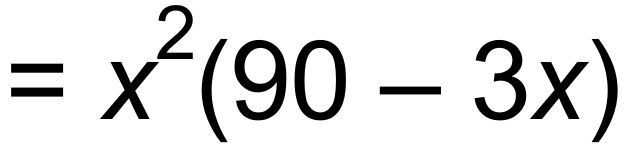 = x²(90 – 3x)